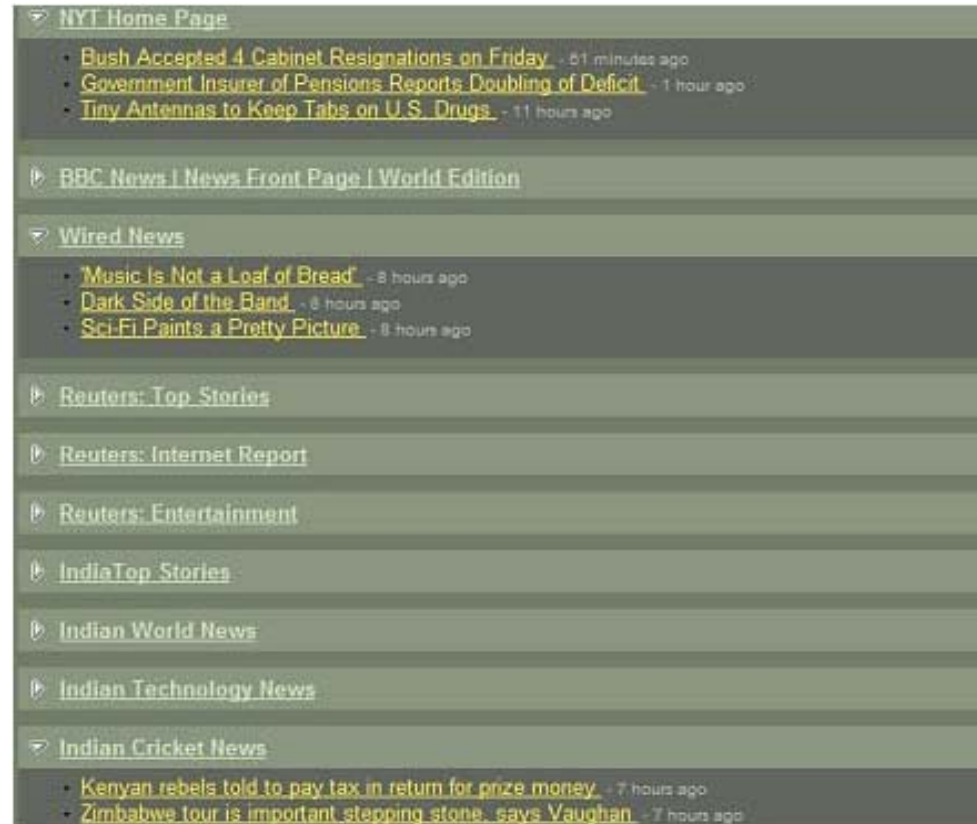 NYT Home Page
Bush Accepted 4 Cabinet Resignations on Friday - 51 minutes ago
Government Insurer of Pensions Reports Doubling of Deficit - 1 hour ago
Tiny Antennas to Keep Tabs on U.S. Drugs - 11 hours ago
BBC News | News Front Page | World Edition
Wired News
'Music Is Not a Loaf of Bread' - 8 hours ago
Dark Side of the Band - 8 hours ago
Sci-Fi Paints a Pretty Picture - 8 hours ago
Reuters: Top Stories
Reuters: Internet Report
Reuters: Entertainment
IndiaTop Stories
Indian World News
Indian Technology News
Indian Cricket News
Kenyan rebels told to pay tax in return for prize money - 7 hours ago
Zimbabwe tour is important stepping stone, says Vaughan - 7 hours ago